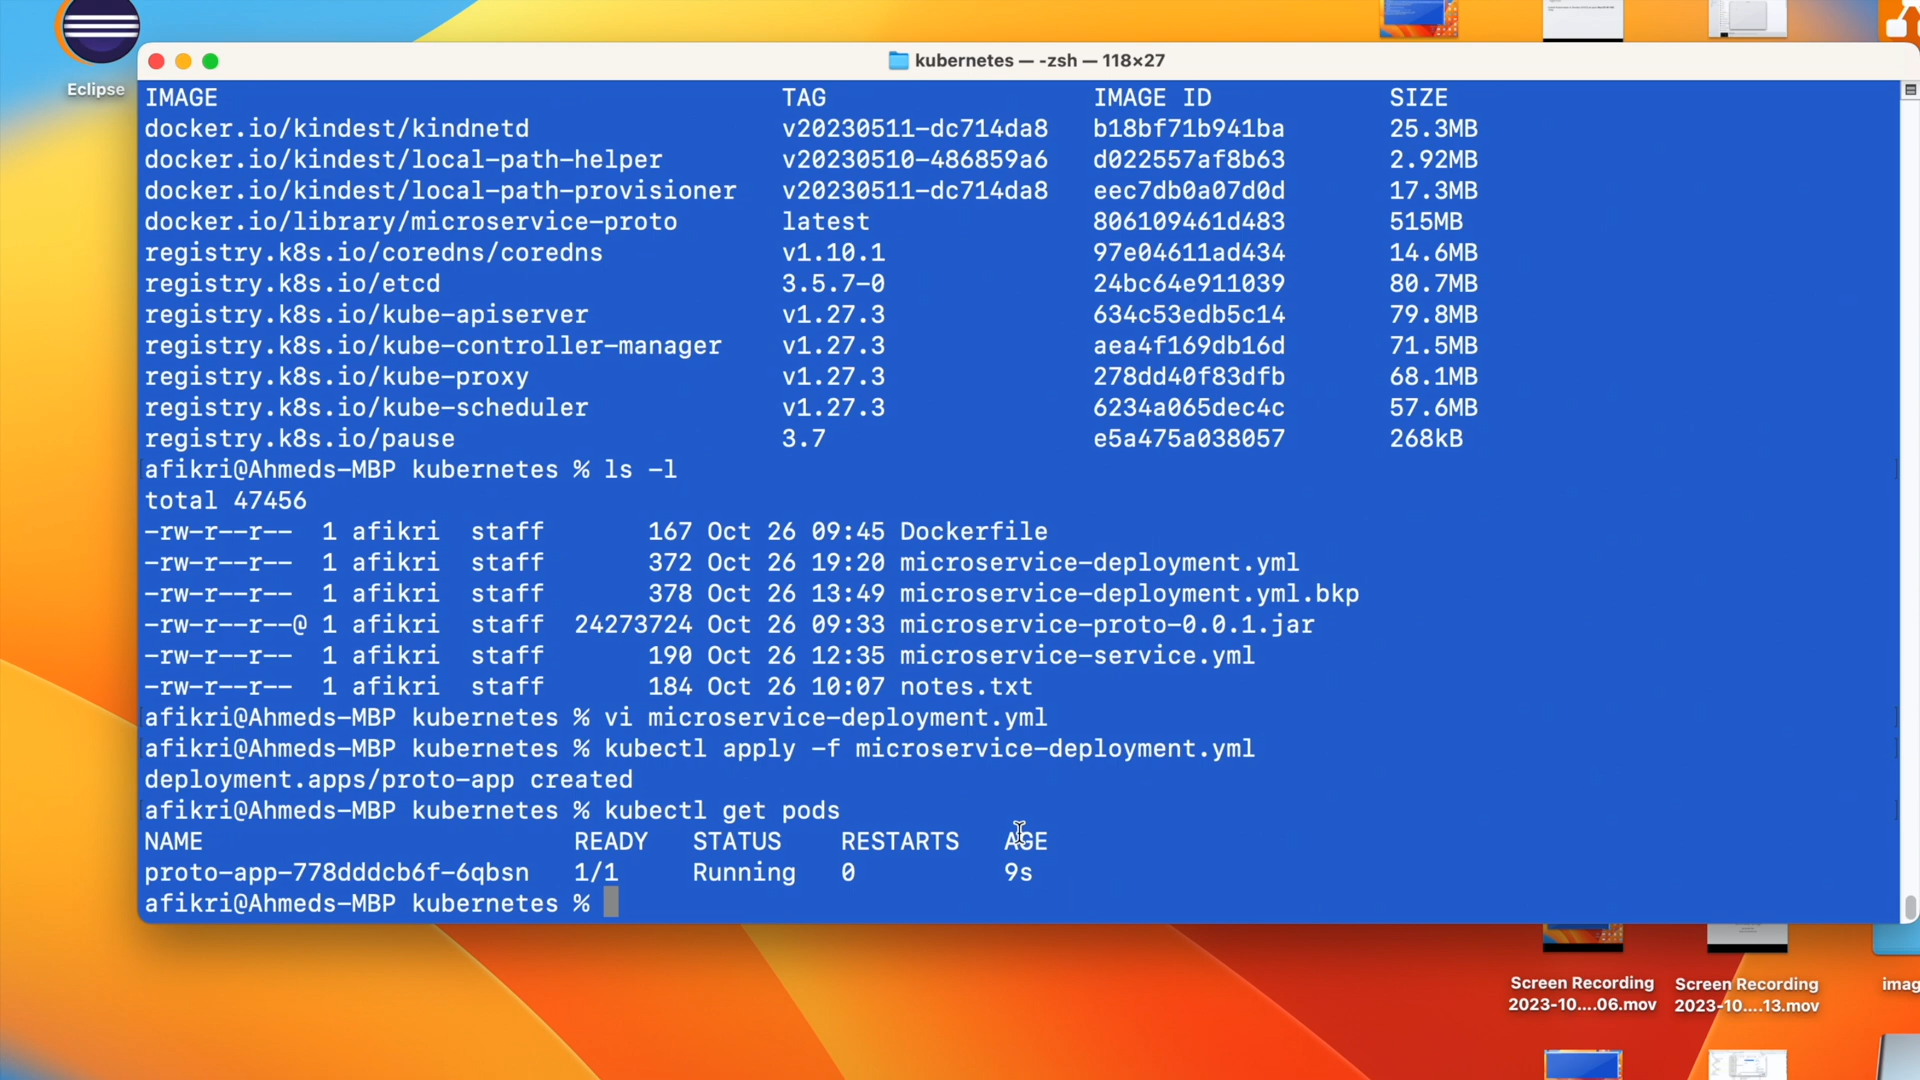 Eclipse
kubernetes — -zsh — 118×27
IMAGE TAG IMAGE ID SIZE
docker.io/kindest/kindnetd v20230511-dc714da8 b18bf71b941ba 25.3MB
docker.io/kindest/local-path-helper v20230510-486859a6 d022557af8b63 2.92MB
docker.io/kindest/local-path-provisioner v20230511-dc714da8 eec7db0a07d0d 17.3MB
docker.io/library/microservice-proto latest 806109461d483 515MB
registry.k8s.io/coredns/coredns v1.10.1 97e04611ad434 14.6MB
registry.k8s.io/etcd 3.5.7-0 24bc64e911039 80.7MB
registry.k8s.io/kube-apiserver v1.27.3 634c53edb5c14 79.8MB
registry.k8s.io/kube-controller-manager v1.27.3 aea4f169db16d 71.5MB
registry.k8s.io/kube-proxy v1.27.3 278dd40f83dfb 68.1MB
registry.k8s.io/kube-scheduler v1.27.3 6234a065dec4c 57.6MB
registry.k8s.io/pause 3.7 e5a475a038057 268kB
afikri@Ahmeds-MBP kubernetes % ls -l
total 47456
-rw-r--r-- 1 afikri staff 167 Oct 26 09:45 Dockerfile
-rw-r--r-- 1 afikri staff 372 Oct 26 19:20 microservice-deployment.yml
-rw-r--r-- 1 afikri staff 378 Oct 26 13:49 microservice-deployment.yml.bkp
-rw-r--r--@ 1 afikri staff 24273724 Oct 26 09:33 microservice-proto-0.0.1.jar
-rw-r--r-- 1 afikri staff 190 Oct 26 12:35 microservice-service.yml
-rw-r--r-- 1 afikri staff 184 Oct 26 10:07 notes.txt
afikri@Ahmeds-MBP kubernetes % vi microservice-deployment.yml
afikri@Ahmeds-MBP kubernetes % kubectl apply -f microservice-deployment.yml
deployment.apps/proto-app created
afikri@Ahmeds-MBP kubernetes % kubectl get pods
NAME READY STATUS RESTARTS AGE
proto-app-778dddcb6f-6qbsn 1/1 Running 0 9s
afikri@Ahmeds-MBP kubernetes %
Screen Recording
2023-10....06.mov
Screen Recording
2023-10....13.mov
imag